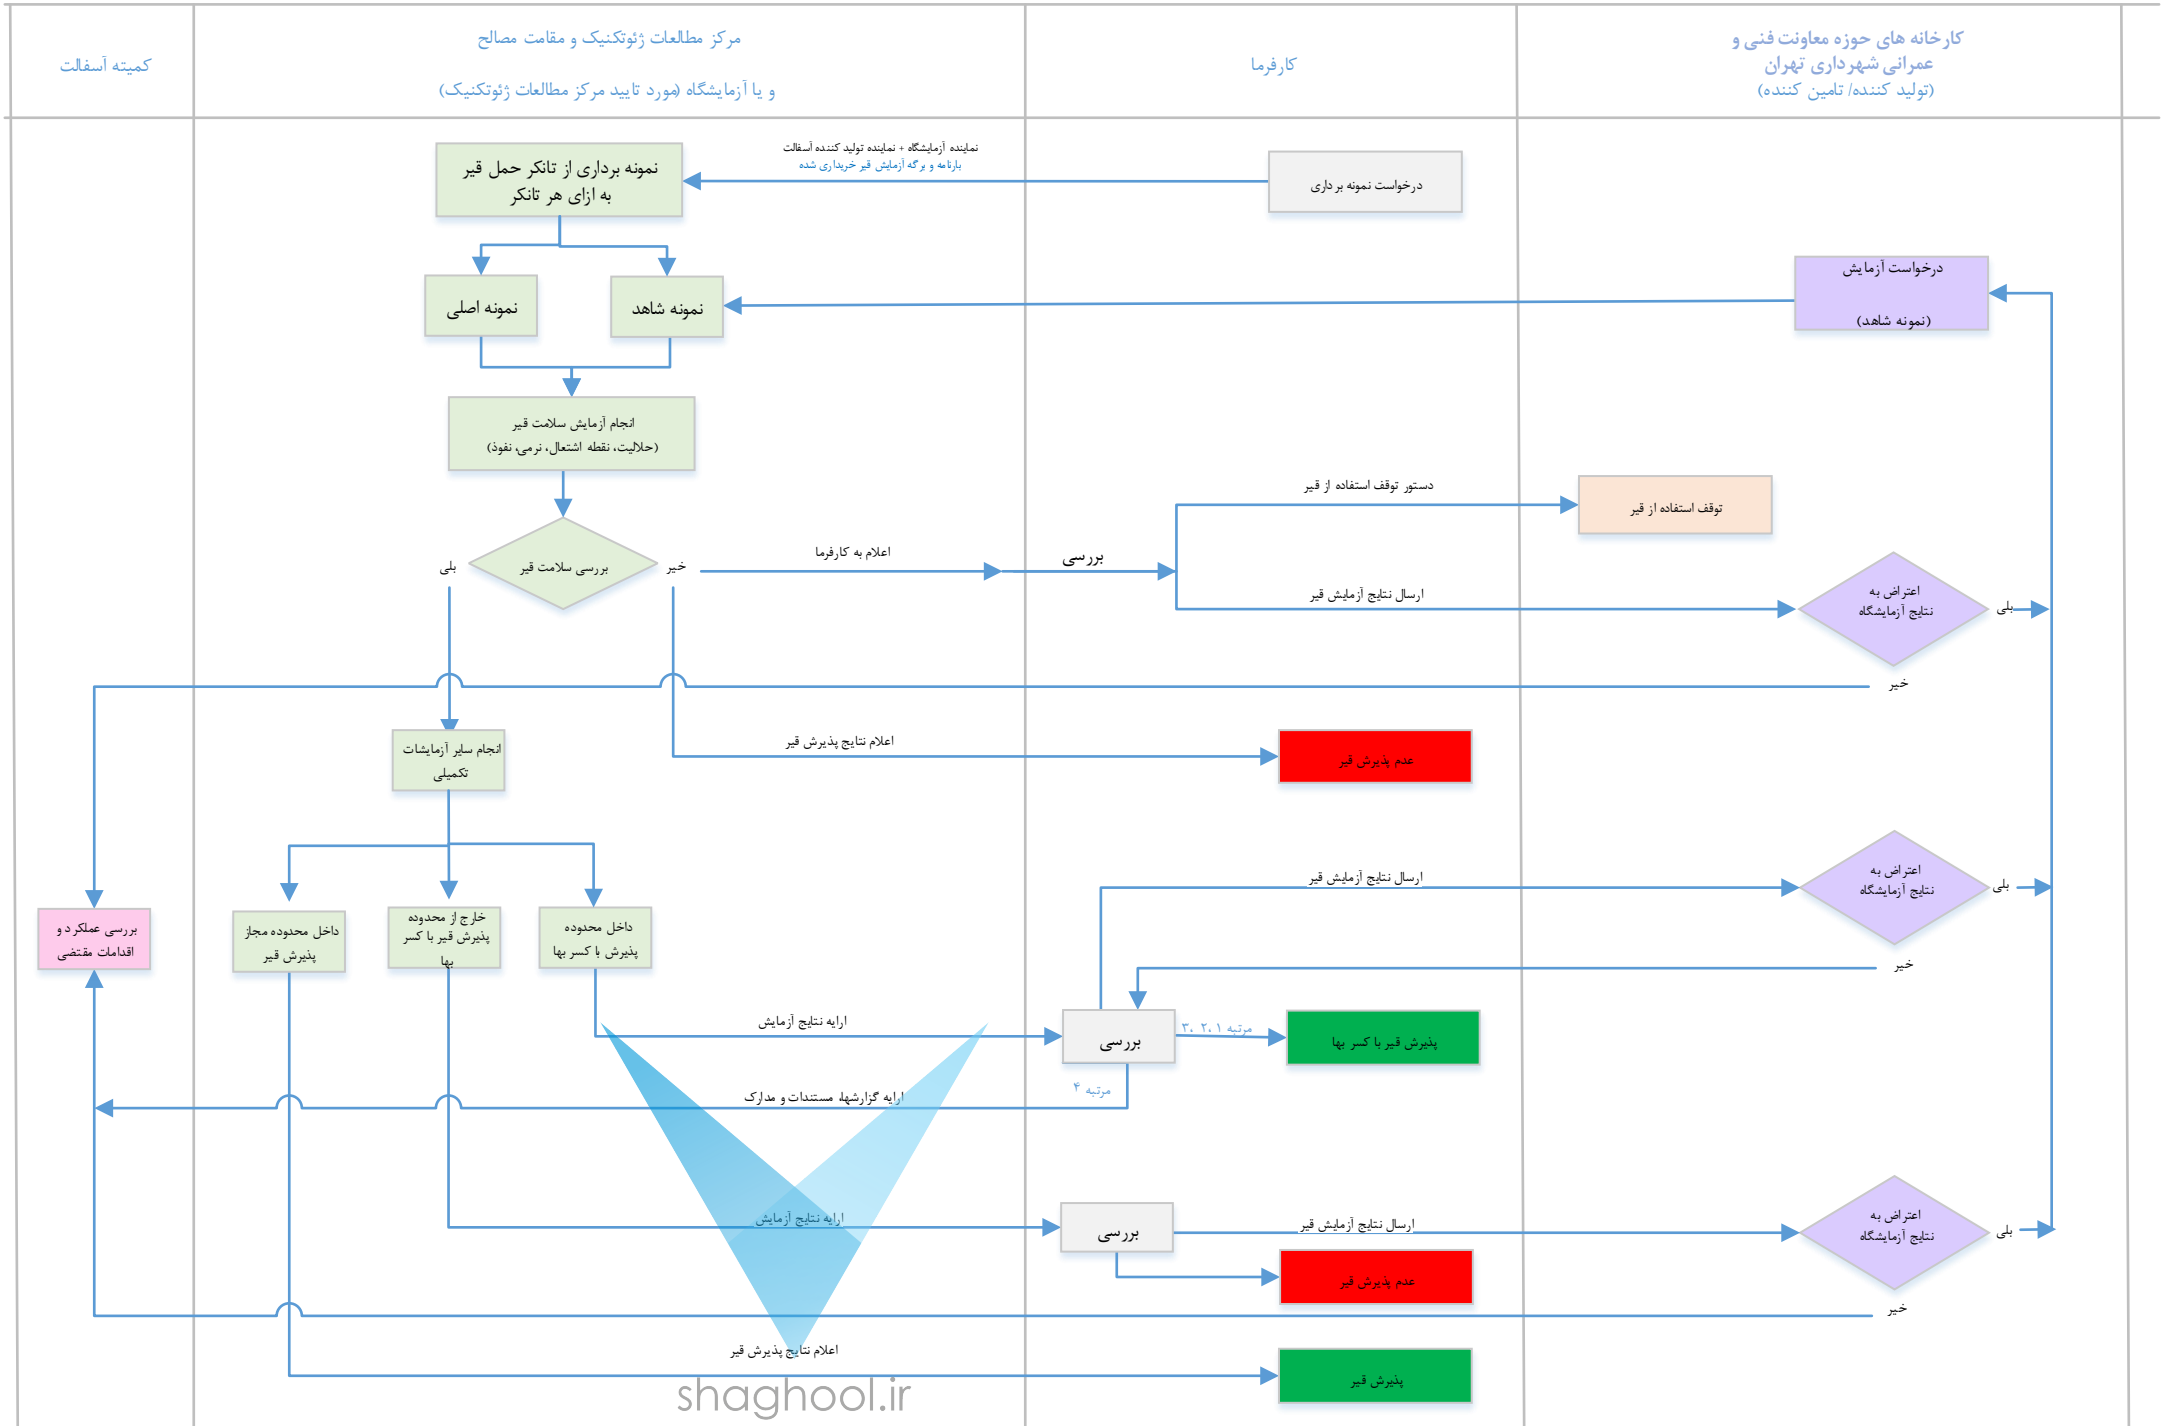 کارخانه های حوزه معاونت فنی و
عمرانی شهرداری تهران
(تولید کننده/ تامین کننده)
کارفرما
مرکز مطالعات ژئوتکنیک و مقامت مصالح
و یا آزمایشگاه (مورد تایید مرکز مطالعات ژئوتکنیک)
کمیته آسفالت
درخواست نمونه برداری
نماینده آزمایشگاه + نماینده تولید کننده آسفالت
بارنامه و برگه آزمایش قیر خریداری شده
نمونه برداری از تانکر حمل قیر
به ازای هر تانکر
درخواست آزمایش
(نمونه شاهد)
نمونه شاهد
نمونه اصلی
انجام آزمایش سلامت قیر
(حلالیت، نقطه اشتعال، نرمی، نفوذ)
دستور توقف استفاده از قیر
توقف استفاده از قیر
بررسی سلامت قیر
بلی
خیر
اعلام به کارفرما
بررسی
ارسال نتایج آزمایش قیر
اعتراض به
نتایج آزمایشگاه
بلی
خیر
انجام سایر آزمایشات
تکمیلی
اعلام نتایج پذیرش قیر
عدم پذیرش قیر
ارسال نتایج آزمایش قیر
اعتراض به
نتایج آزمایشگاه
بلی
خیر
داخل محدوده
پذیرش با کسر بها
خارج از محدوده
پذیرش قیر با کسر
بها
داخل محدوده مجاز
پذیرش قیر
بررسی عملکرد و
اقدامات مقتضی
ارایه نتایج آزمایش
بررسی
مرتبه ۱ ،۲ ،۳
پذیرش قیر با کسر بها
مرتبه ۴
ارایه گزارشها، مستندات و مدارک
ارایه نتایج آزمایش
بررسی
ارسال نتایج آزمایش قیر
اعتراض به
نتایج آزمایشگاه
بلی
خیر
عدم پذیرش قیر
اعلام نتایج پذیرش قیر
پذیرش قیر
shaghool.ir